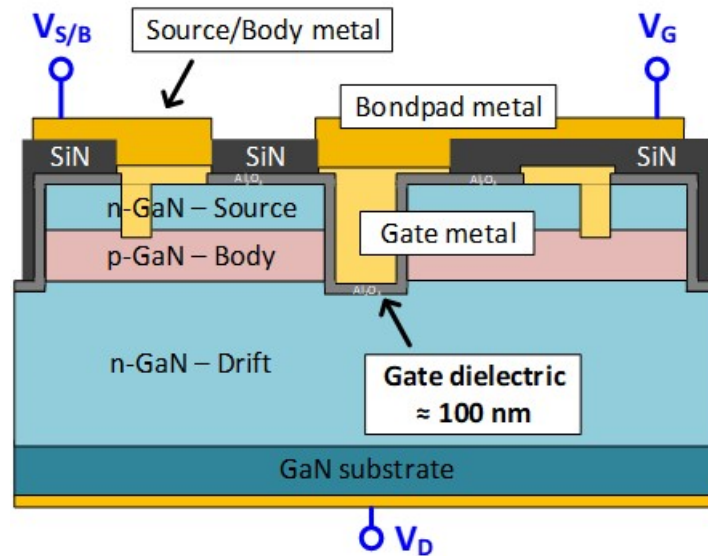 V_S/B
Source/Body metal
V_G
Bondpad metal
SiN
SiN
SiN
Al₂O₃
Al₂O₃
n-GaN – Source
Gate metal
p-GaN – Body
Al₂O₃
n-GaN – Drift
Gate dielectric
≈ 100 nm
GaN substrate
V_D